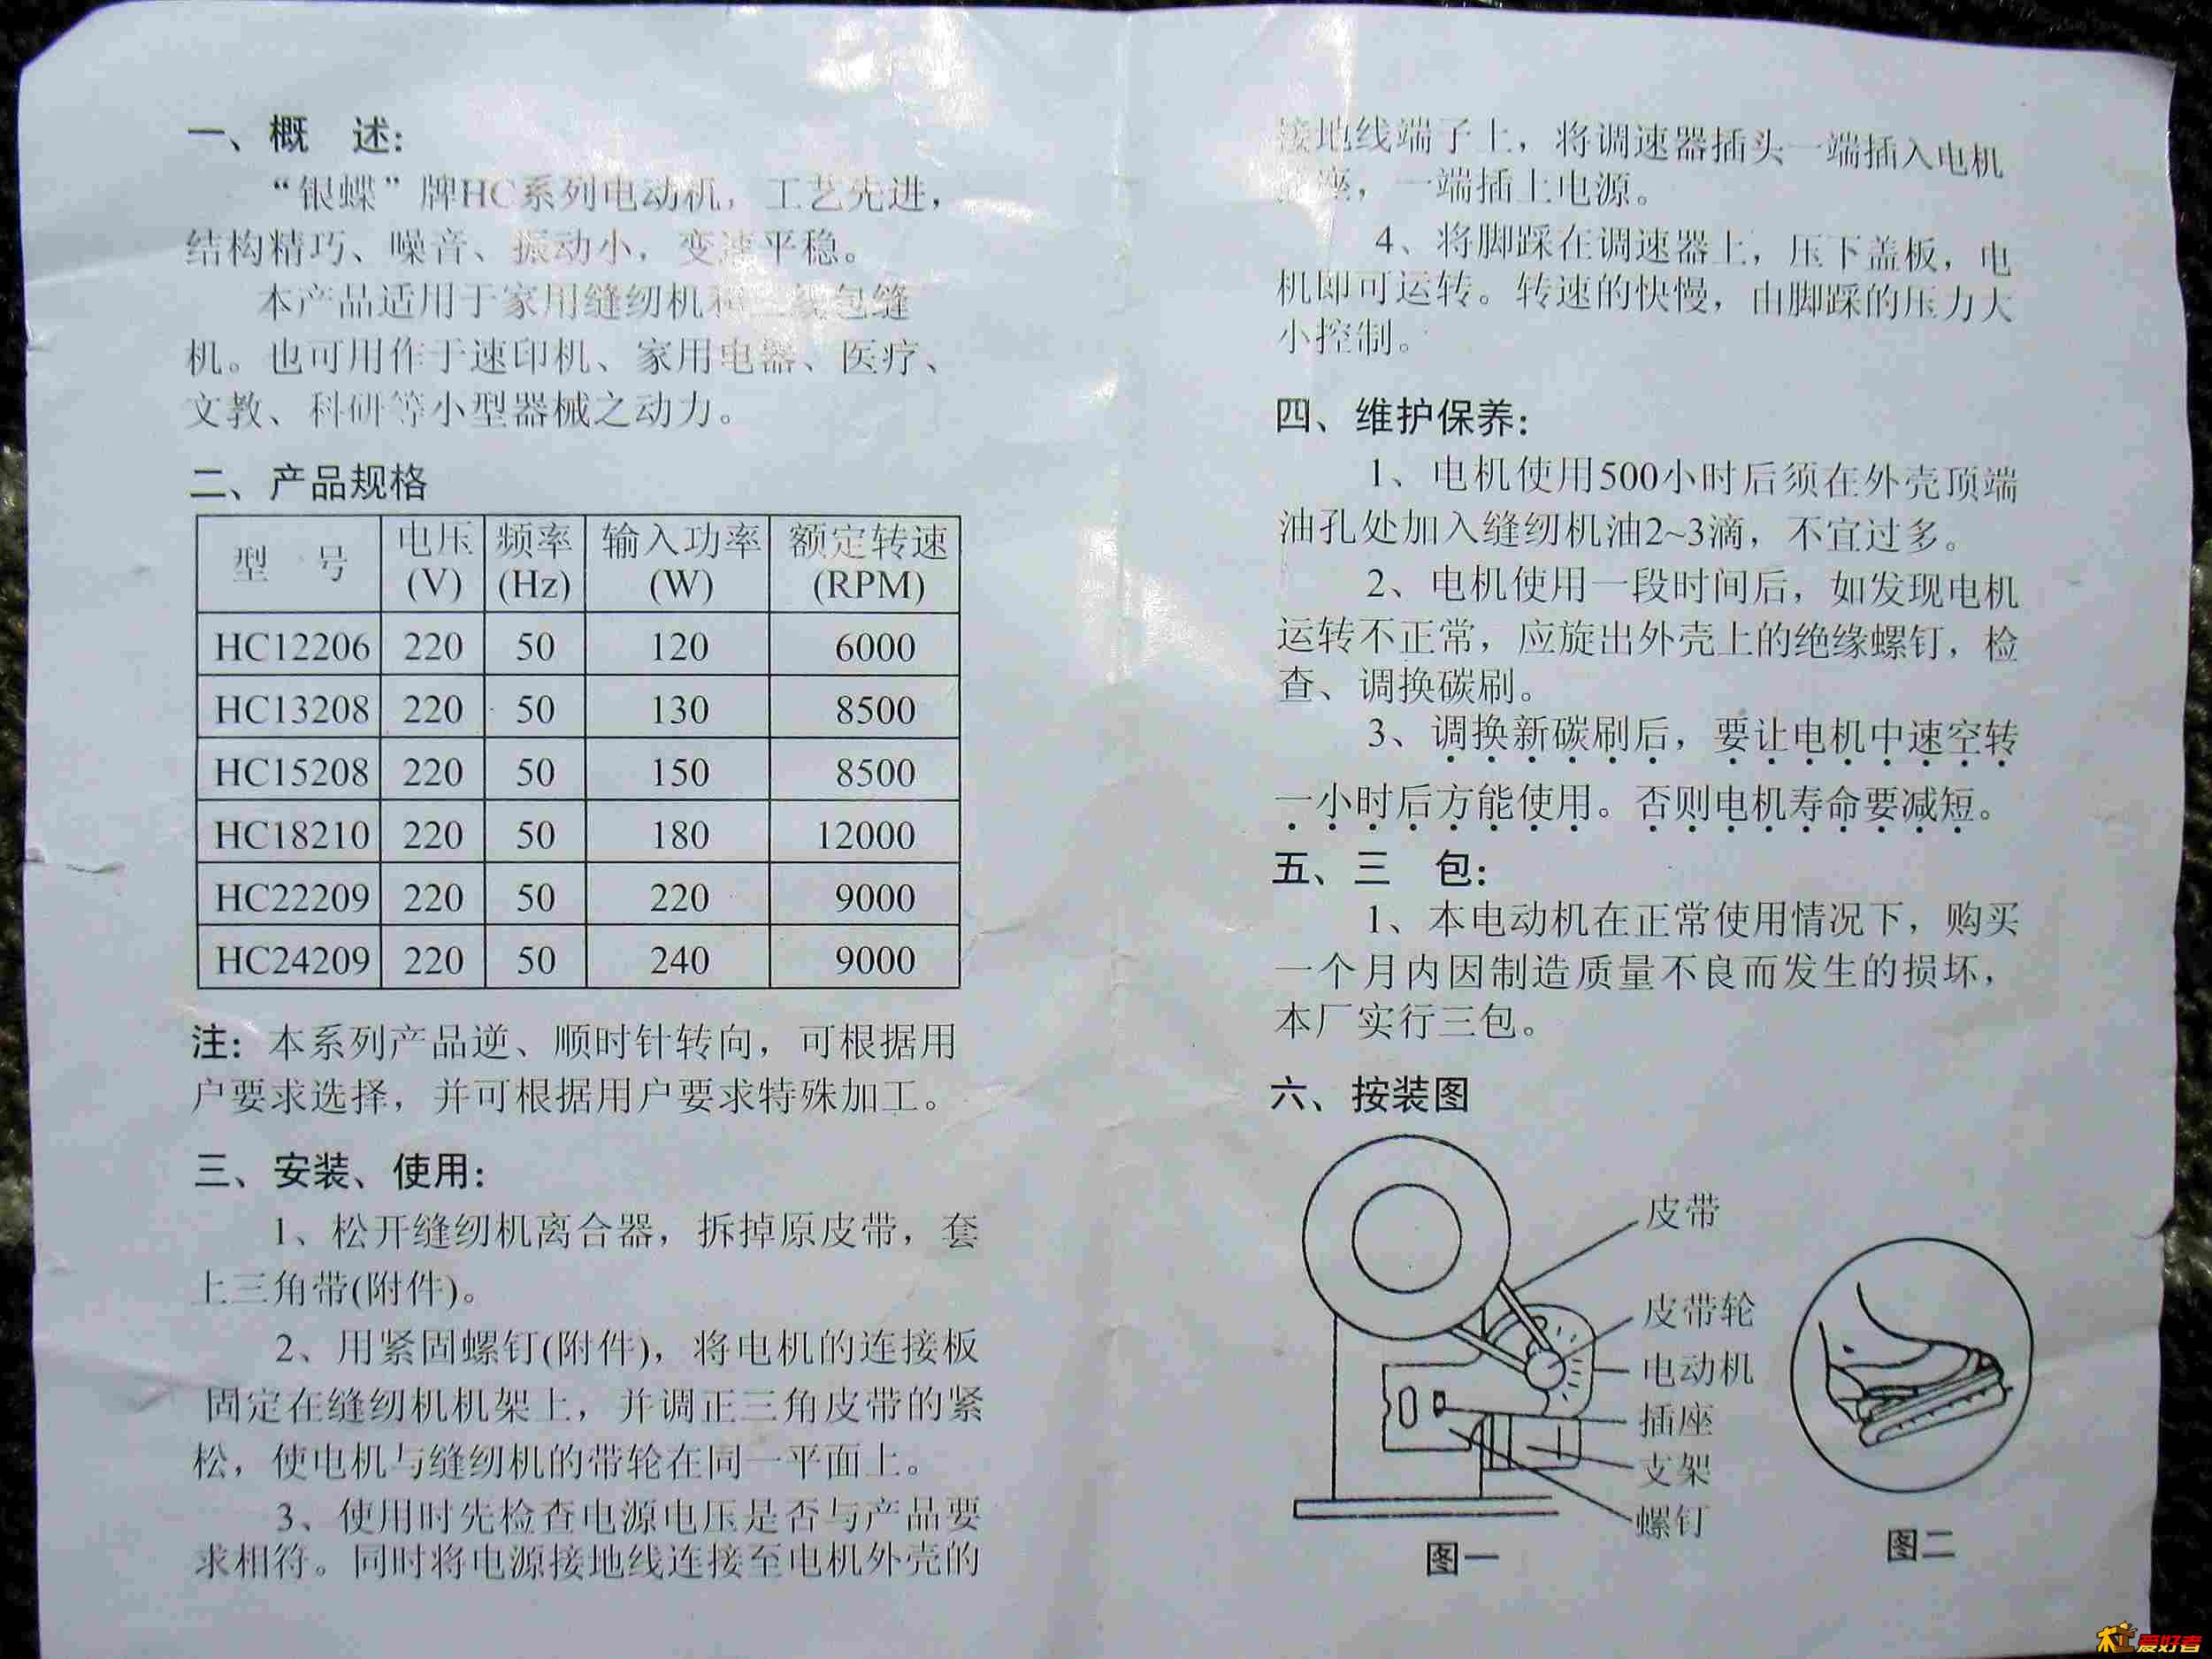 一、概 述：
“银蝶”牌HC系列电动机，工艺先进，
结构精巧、噪音、振动小，变速平稳。
本产品适用于家用缝纫机和三线包缝
机。也可用作于速印机、家用电器、医疗、
文教、科研等小型器械之动力。
二、产品规格
型 号 电压(V) 频率(Hz) 输入功率(W) 额定转速(RPM)
HC12206 220 50 120 6000
HC13208 220 50 130 8500
HC15208 220 50 150 8500
HC18210 220 50 180 12000
HC22209 220 50 220 9000
HC24209 220 50 240 9000
注：本系列产品逆、顺时针转向，可根据用
户要求选择，并可根据用户要求特殊加工。
三、安装、使用：
1、松开缝纫机离合器，拆掉原皮带，套
上三角带(附件)。
2、用紧固螺钉(附件)，将电机的连接板
固定在缝纫机机架上，并调正三角皮带的紧
松，使电机与缝纫机的带轮在同一平面上。
3、使用时先检查电源电压是否与产品要
求相符。同时将电源接地线连接至电机外壳的
接地线端子上，将调速器插头一端插入电机
插座，一端插上电源。
4、将脚踩在调速器上，压下盖板，电
机即可运转。转速的快慢，由脚踩的压力大
小控制。
四、维护保养：
1、电机使用500小时后须在外壳顶端
油孔处加入缝纫机油2~3滴，不宜过多。
2、电机使用一段时间后，如发现电机
运转不正常，应旋出外壳上的绝缘螺钉，检
查、调换碳刷。
3、调换新碳刷后，要让电机中速空转
一小时后方能使用。否则电机寿命要减短。
五、三 包：
1、本电动机在正常使用情况下，购买
一个月内因制造质量不良而发生的损坏，
本厂实行三包。
六、按装图
皮带
皮带轮
电动机
插座
支架
螺钉
图一
图二
木工爱好者